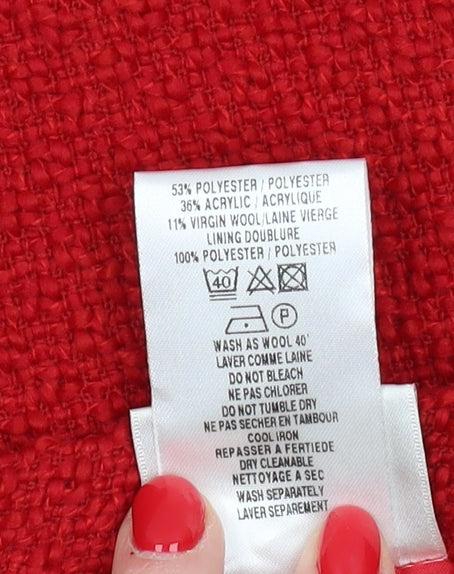 53% POLYESTER / POLYESTER
36% ACRYLIC / ACRYLIQUE
11% VIRGIN WOOL/LAINE VIERGE
LINING DOUBLURE
100% POLYESTER / POLYESTER
40
P
WASH AS WOOL 40°
LAVER COMME LAINE
DO NOT BLEACH
NE PAS CHLORER
DO NOT TUMBLE DRY
NE PAS SECHER EN TAMBOUR
COOL IRON
REPASSER A FERTIEDE
DRY CLEANABLE
NETTOYAGE A SEC
WASH SEPARATELY
LAVER SEPAREMENT